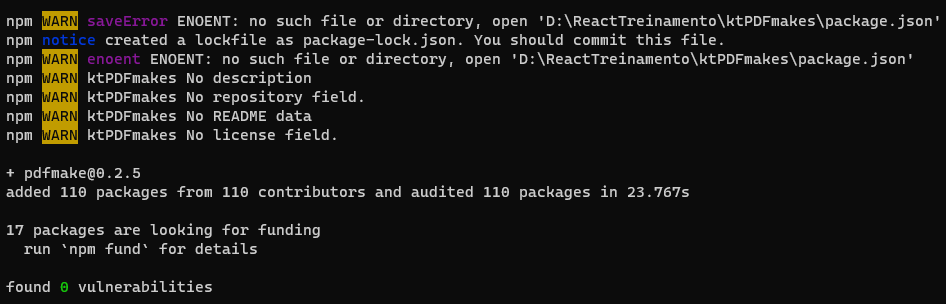 npm WARN saveError ENOENT: no such file or directory, open 'D:\ReactTreinamento\ktPDFmakes\package.json'
npm notice created a lockfile as package-lock.json. You should commit this file.
npm WARN enoent ENOENT: no such file or directory, open 'D:\ReactTreinamento\ktPDFmakes\package.json'
npm WARN ktPDFmakes No description
npm WARN ktPDFmakes No repository field.
npm WARN ktPDFmakes No README data
npm WARN ktPDFmakes No license field.
+ pdfmake@0.2.5
added 110 packages from 110 contributors and audited 110 packages in 23.767s
17 packages are looking for funding
run `npm fund` for details
found 0 vulnerabilities